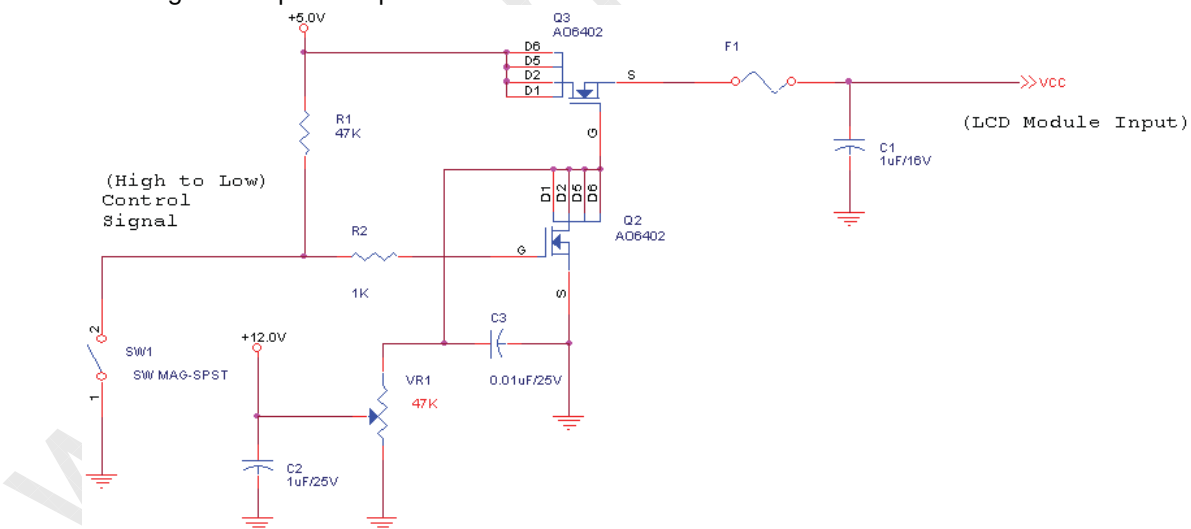 +5.0V
Q3
AO6402
D6
D5
D2
D1
S
G
F1
VCC
(LCD Module Input)
C1
1uF/16V
R1
47K
(High to Low)
Control
Signal
D1
D2
D5
D6
Q2
AO6402
R2
1K
G
S
C3
0.01uF/25V
2
SW1
SW MAG-SPST
1
+12.0V
VR1
47K
C2
1uF/25V